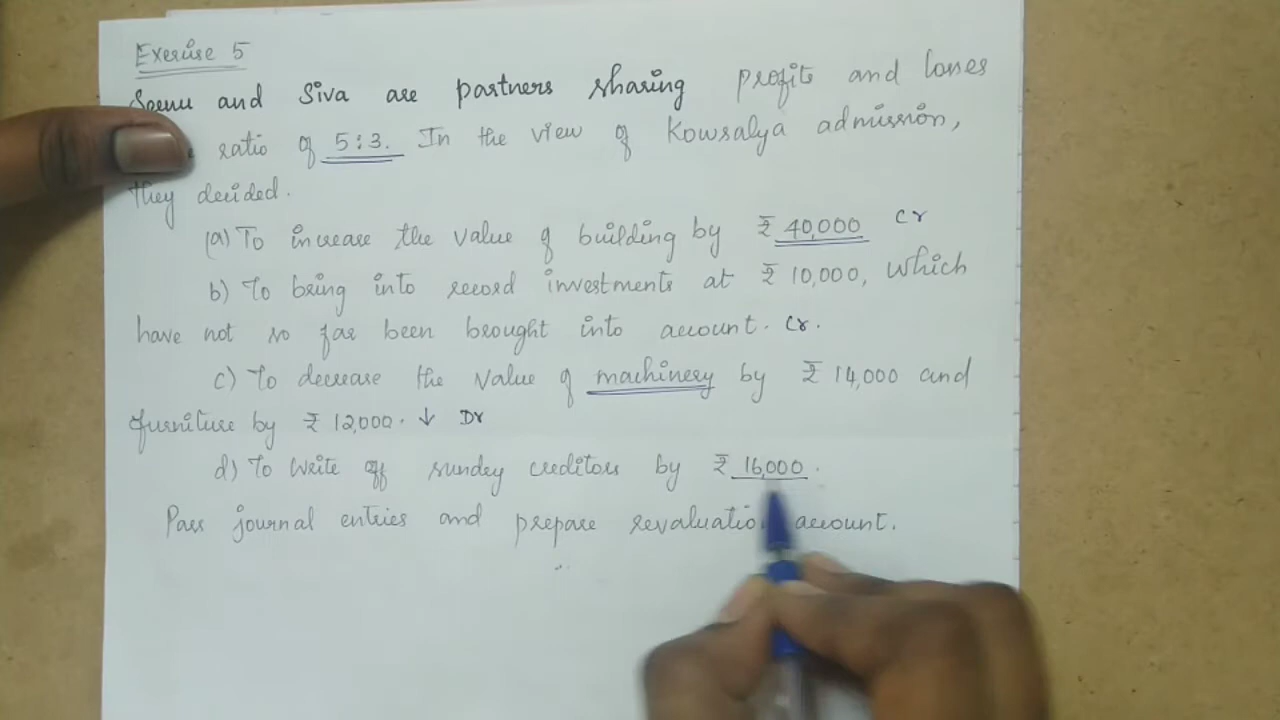 Exercise 5
Seenu and Siva are partners sharing profits and losses
ratio of 5:3. In the view of Kowsalya admission,
they decided.
(a) To increase the value of building by ₹ 40,000 Cr
b) To bring into record investments at ₹ 10,000, which
have not so far been brought into account. Cr.
c) To decrease the value of machinery by ₹ 14,000 and
furniture by ₹ 12,000. ↓ Dr
d) To write off sundry creditors by ₹ 16,000.
Pass journal entries and prepare revaluation account.